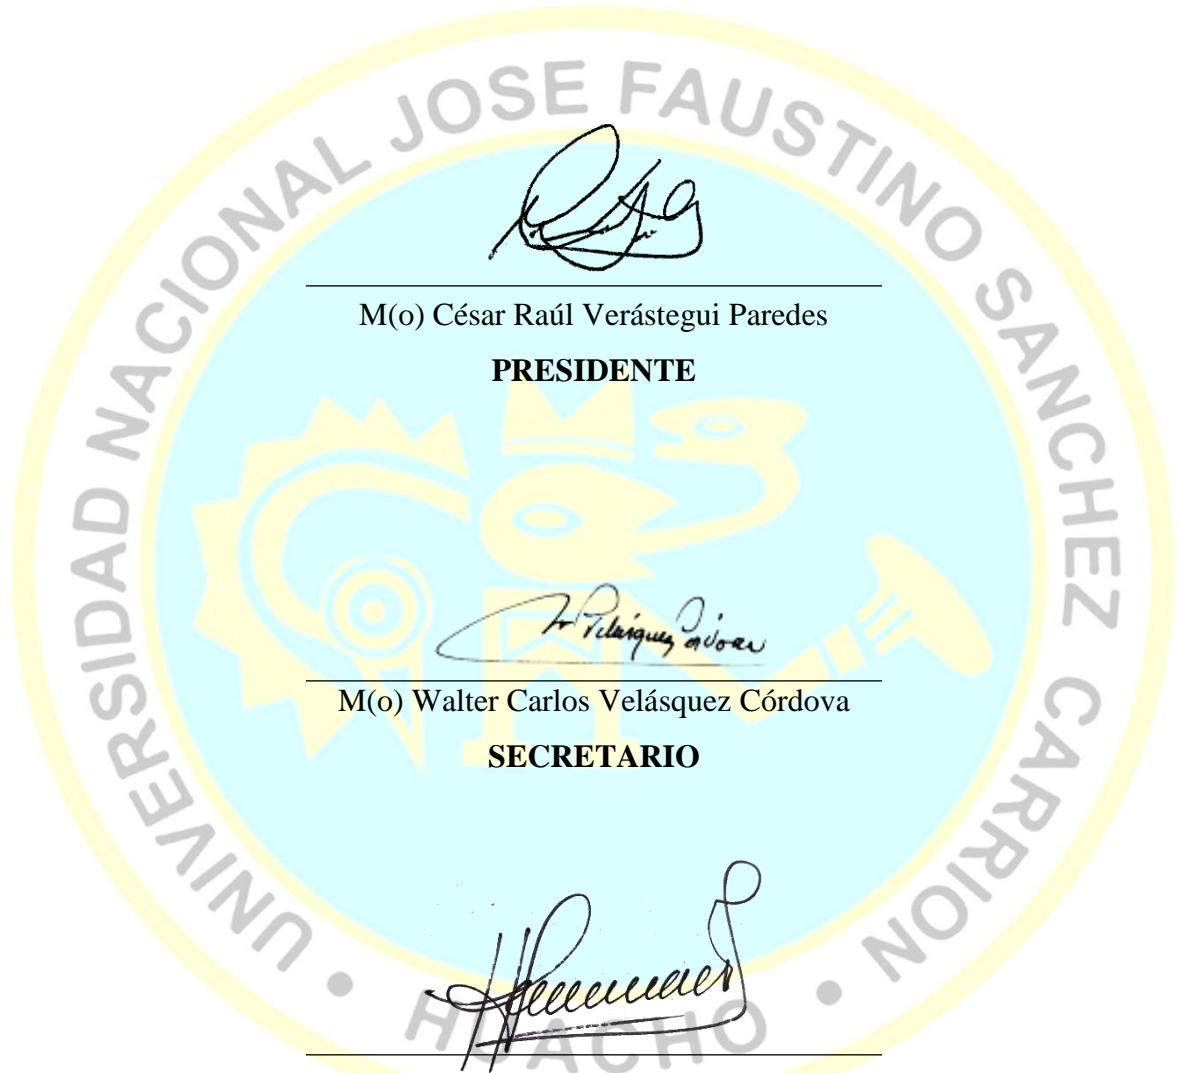 UNIVERSIDAD NACIONAL JOSE FAUSTINO SANCHEZ CARRION • HUACHO •
M(o) César Raúl Verástegui Paredes
PRESIDENTE
M(o) Walter Carlos Velásquez Córdova
SECRETARIO